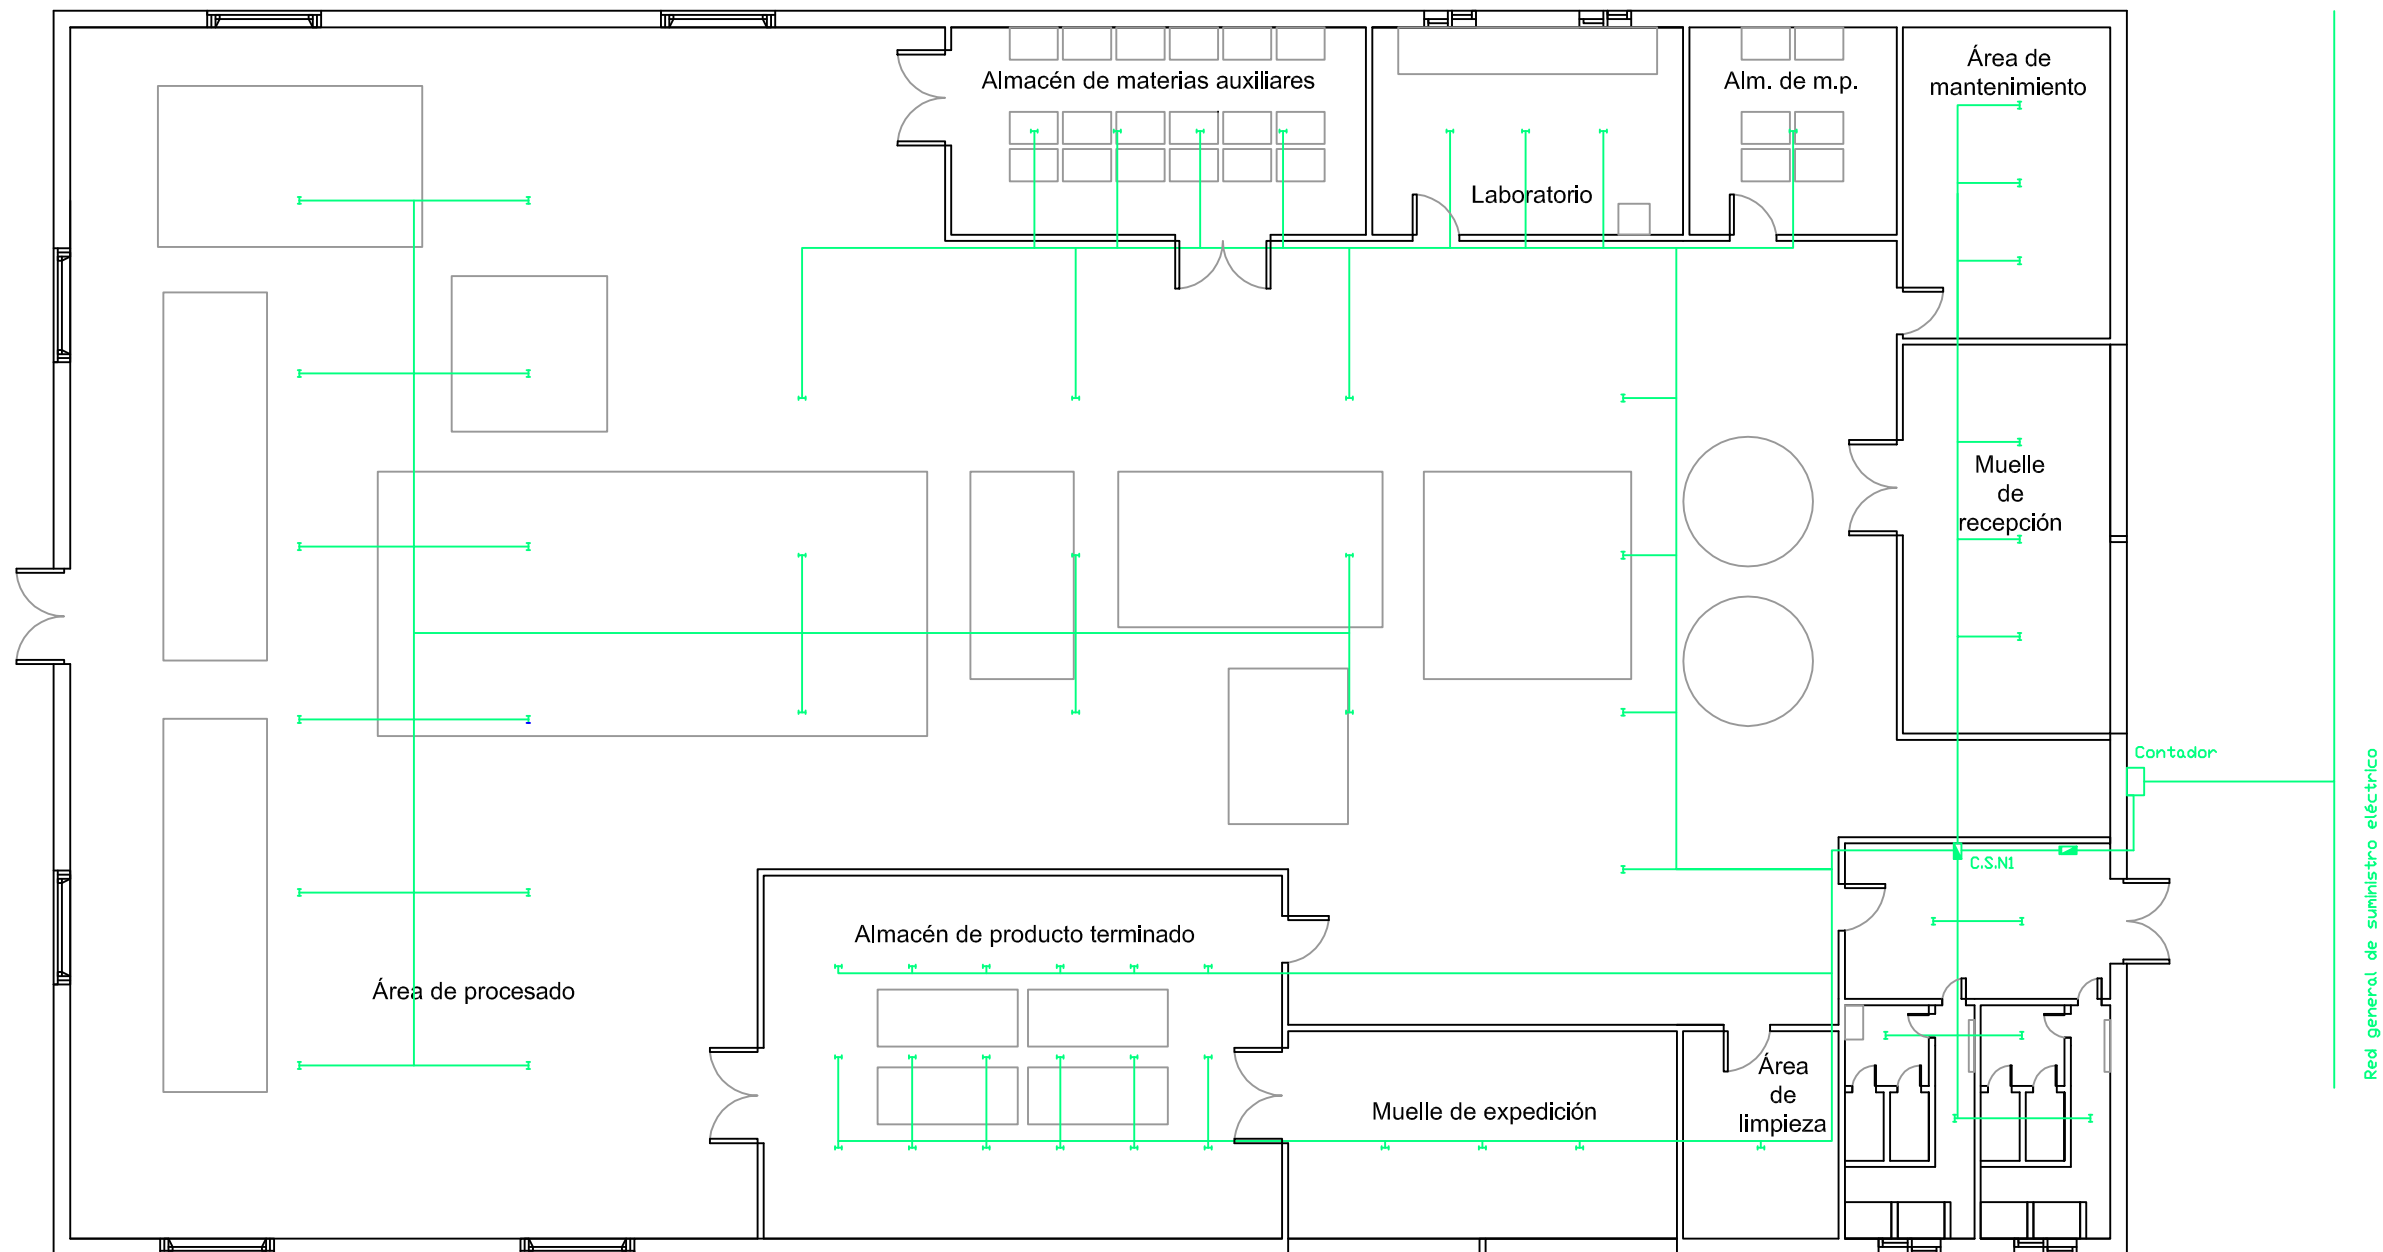 Almacén de materias auxiliares
Laboratorio
Alm. de m.p.
Área de
mantenimiento
Muelle
de
recepción
Contador
Red general de suministro eléctrico
C.S.N1
Almacén de producto terminado
Área de procesado
Muelle de expedición
Área
de
limpieza